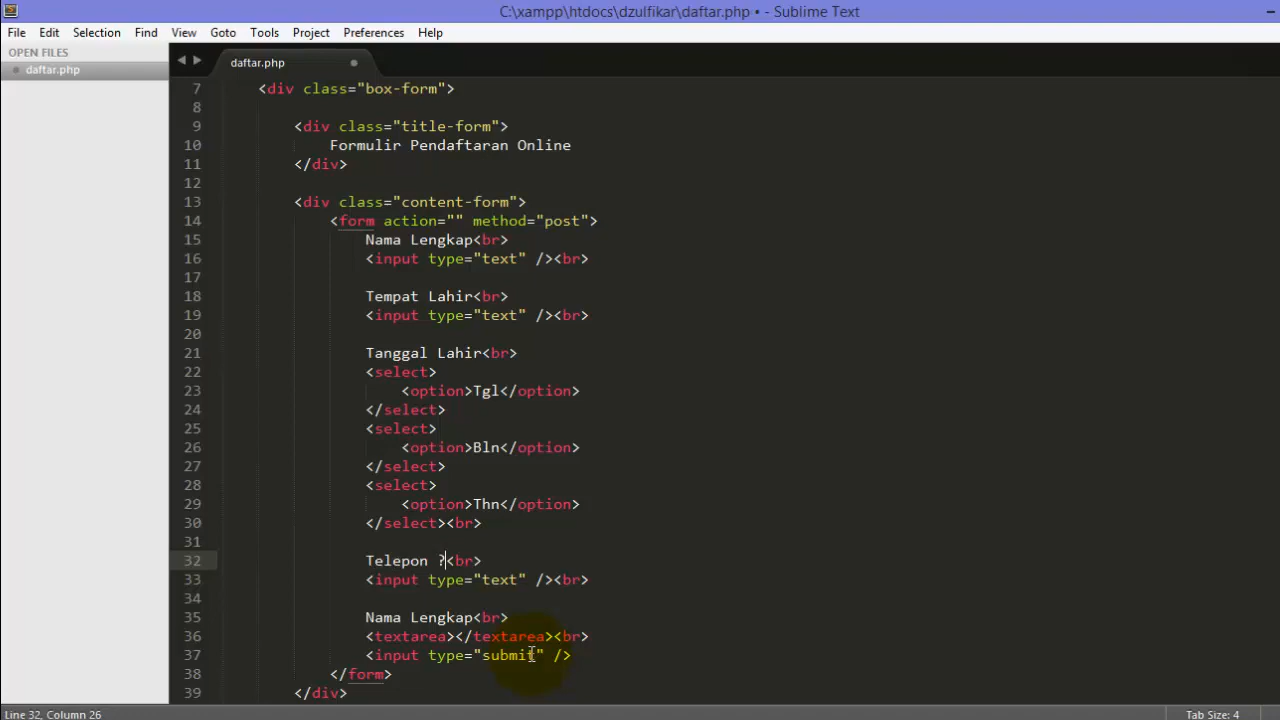 C:\xampp\htdocs\dzulfikar\daftar.php • - Sublime Text
File Edit Selection Find View Goto Tools Project Preferences Help
OPEN FILES
daftar.php
daftar.php
7 <div class="box-form">
8
9 <div class="title-form">
10 Formulir Pendaftaran Online
11 </div>
12
13 <div class="content-form">
14 <form action="" method="post">
15 Nama Lengkap<br>
16 <input type="text" /><br>
17
18 Tempat Lahir<br>
19 <input type="text" /><br>
20
21 Tanggal Lahir<br>
22 <select>
23 <option>Tgl</option>
24 </select>
25 <select>
26 <option>Bln</option>
27 </select>
28 <select>
29 <option>Thn</option>
30 </select><br>
31
32 Telepon ?<br>
33 <input type="text" /><br>
34
35 Nama Lengkap<br>
36 <textarea></textarea><br>
37 <input type="submit" />
38 </form>
39 </div>
Line 32, Column 26
Tab Size: 4